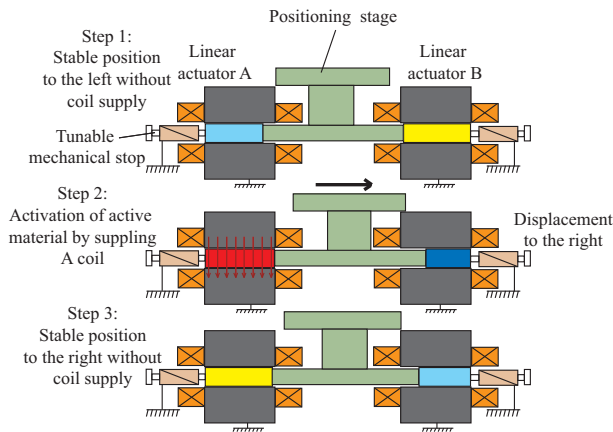 Positioning stage
Step 1:
Stable position
to the left without
coil supply
Linear
actuator A
Linear
actuator B
Tunable
mechanical stop
Step 2:
Activation of active
material by suppling
A coil
Displacement
to the right
Step 3:
Stable position
to the right without
coil supply